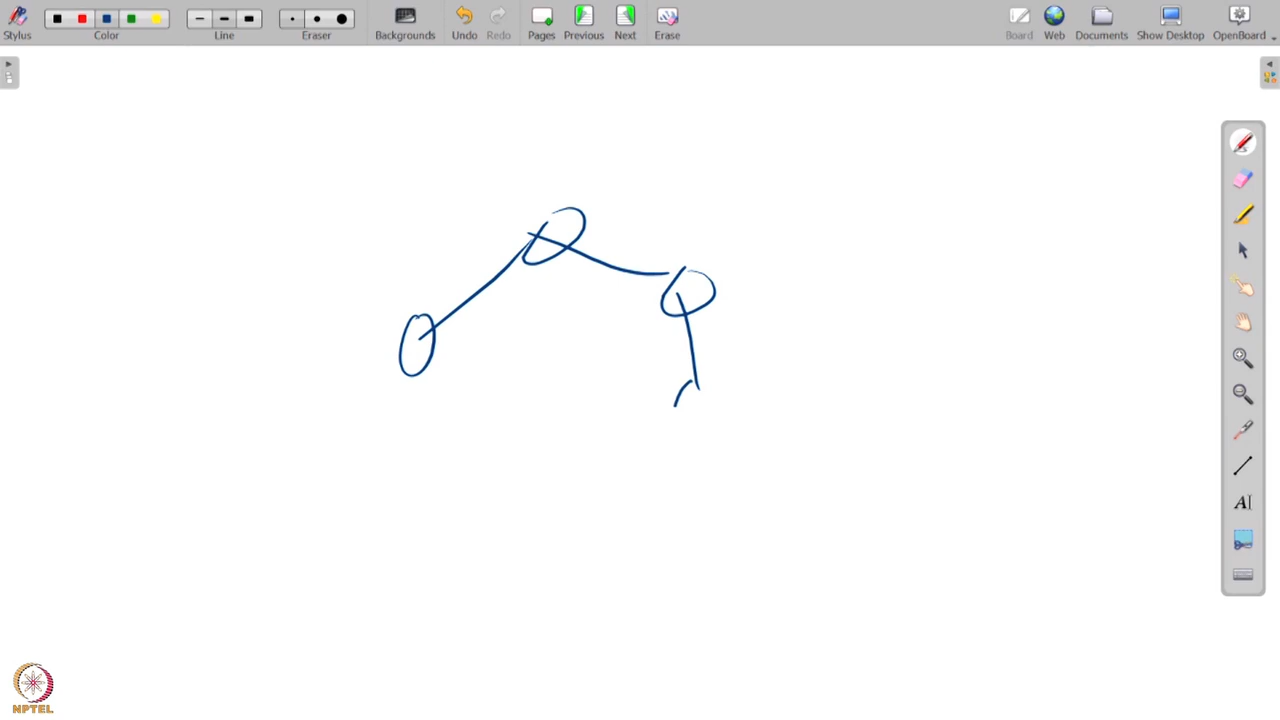 Stylus Color Line Eraser Backgrounds Undo Redo Pages Previous Next Erase Board Web Documents Show Desktop OpenBoard
A
NPTEL